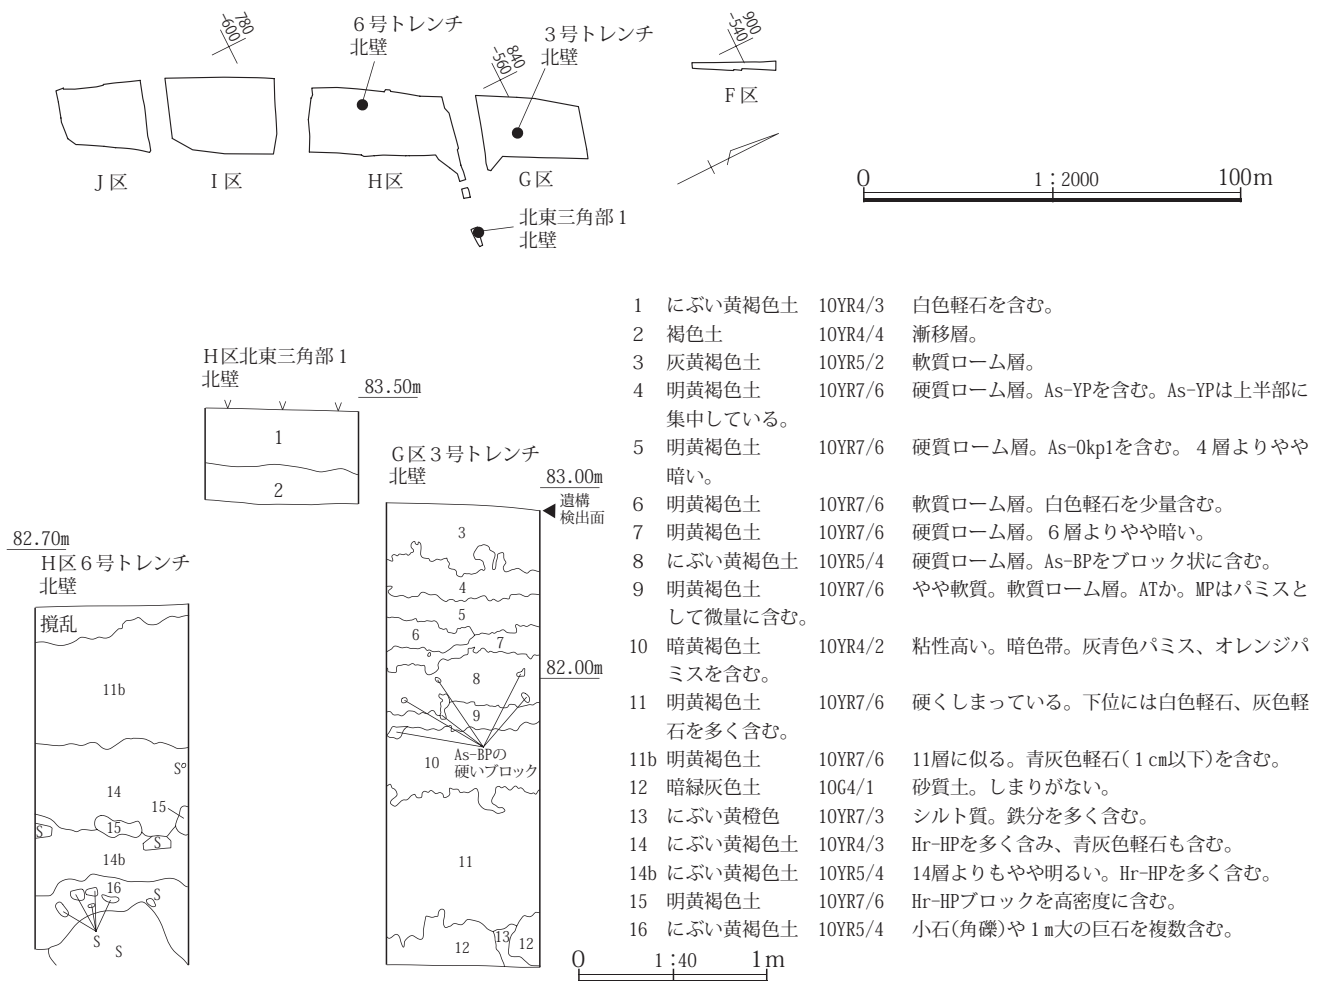 780
-600
6号トレンチ
北壁
840
-560
3号トレンチ
北壁
900
-540
F区
J区
I区
H区
G区
北東三角部1
北壁
0
1：2000
100m
H区北東三角部1
北壁
83.50m
1
2
G区3号トレンチ
北壁
83.00m
遺構
検出面
3
4
5
6
7
82.00m
8
9
As-BPの
硬いブロック
10
11
12
13
12
82.70m
H区6号トレンチ
北壁
撹乱
11b
S
14
15
15
S
S
14b
16
S
S
S
0
1：40
1m
1 にぶい黄褐色土 10YR4/3 白色軽石を含む。
2 褐色土 10YR4/4 漸移層。
3 灰黄褐色土 10YR5/2 軟質ローム層。
4 明黄褐色土 10YR7/6 硬質ローム層。As-YPを含む。As-YPは上半部に
集中している。
5 明黄褐色土 10YR7/6 硬質ローム層。As-Okp1を含む。4層よりやや
暗い。
6 明黄褐色土 10YR7/6 軟質ローム層。白色軽石を少量含む。
7 明黄褐色土 10YR7/6 硬質ローム層。6層よりやや暗い。
8 にぶい黄褐色土 10YR5/4 硬質ローム層。As-BPをブロック状に含む。
9 明黄褐色土 10YR7/6 やや軟質。軟質ローム層。ATか。MPはパミスと
して微量に含む。
10 暗黄褐色土 10YR4/2 粘性高い。暗色帯。灰青色パミス、オレンジパ
ミスを含む。
11 明黄褐色土 10YR7/6 硬くしまっている。下位には白色軽石、灰色軽
石を多く含む。
11b 明黄褐色土 10YR7/6 11層に似る。青灰色軽石(1cm以下)を含む。
12 暗緑灰色土 10G4/1 砂質土。しまりがない。
13 にぶい黄橙色 10YR7/3 シルト質。鉄分を多く含む。
14 にぶい黄褐色土 10YR4/3 Hr-HPを多く含み、青灰色軽石も含む。
14b にぶい黄褐色土 10YR5/4 14層よりもやや明るい。Hr-HPを多く含む。
15 明黄褐色土 10YR7/6 Hr-HPブロックを高密度に含む。
16 にぶい黄褐色土 10YR5/4 小石(角礫)や1m大の巨石を複数含む。